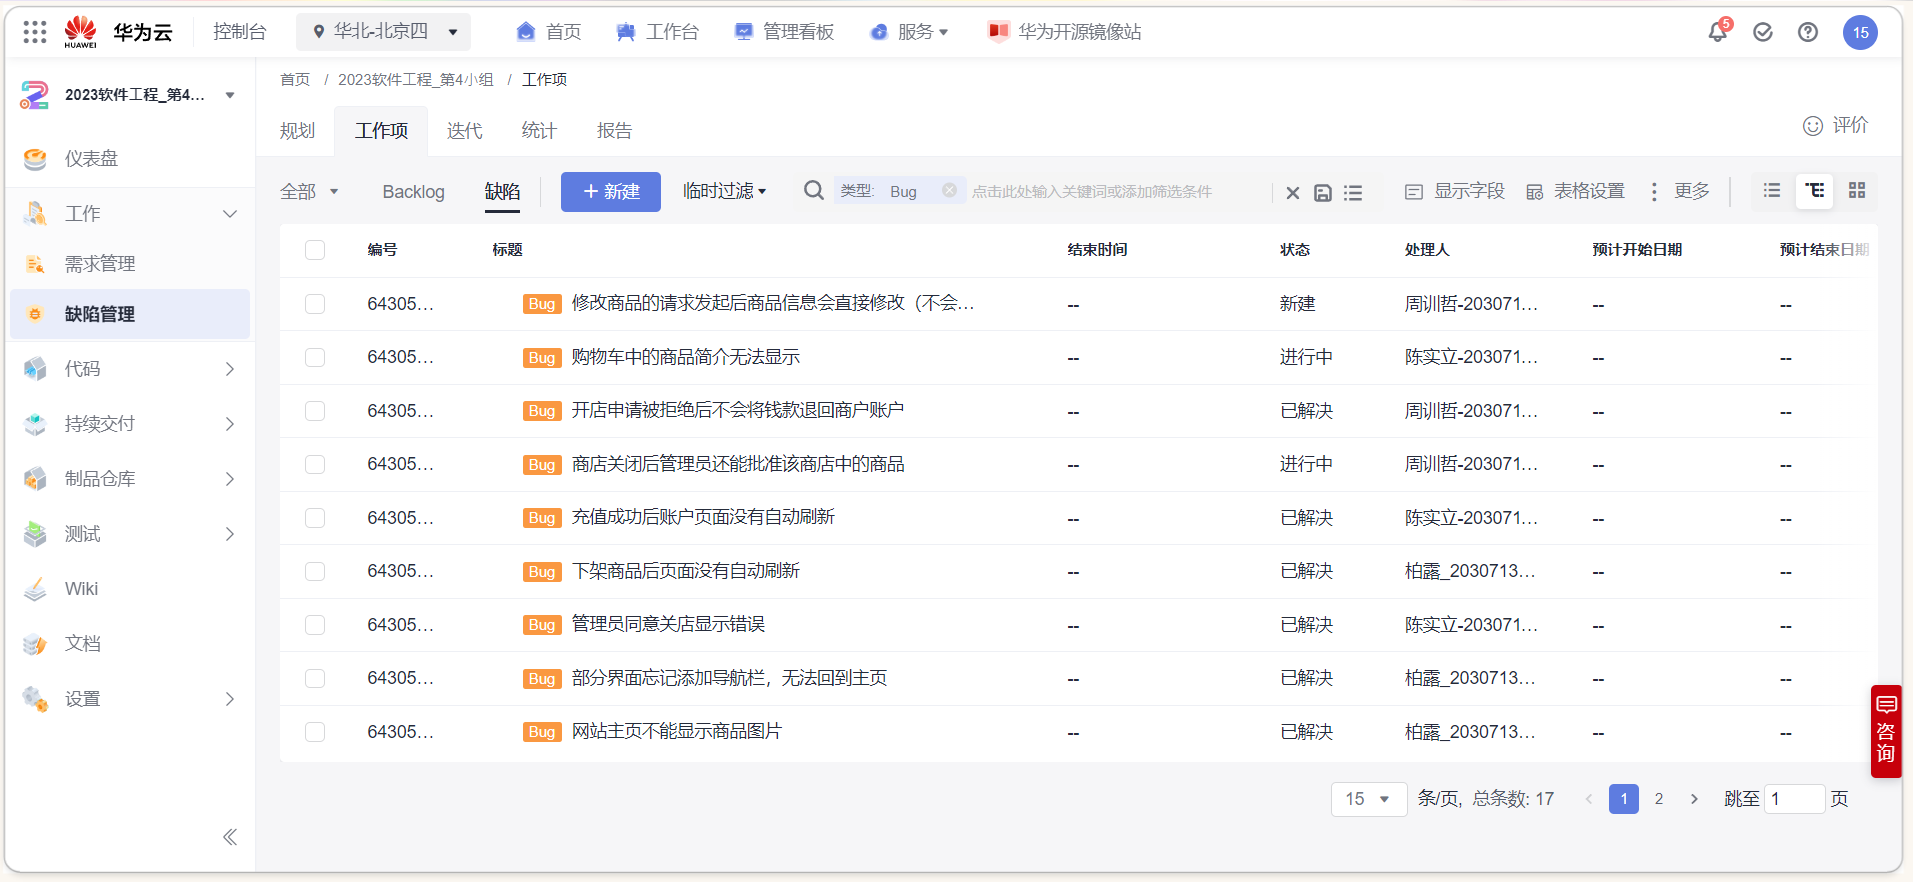 HUAWEI 华为云 控制台 华北-北京四 首页 工作台 管理看板 服务 华为开源镜像站 5 15
2023软件工程_第4...
首页 / 2023软件工程_第4小组 / 工作项
规划 工作项 迭代 统计 报告 评价
全部 Backlog 缺陷 + 新建 临时过滤 类型: Bug 点击此处输入关键词或添加筛选条件 显示字段 表格设置 更多
仪表盘
工作
需求管理
缺陷管理
代码
持续交付
制品仓库
测试
Wiki
文档
设置
编号 标题 结束时间 状态 处理人 预计开始日期 预计结束日期
64305... Bug 修改商品的请求发起后商品信息会直接修改（不会... -- 新建 周训哲-203071... -- --
64305... Bug 购物车中的商品简介无法显示 -- 进行中 陈实立-203071... -- --
64305... Bug 开店申请被拒绝后不会将钱款退回商户账户 -- 已解决 周训哲-203071... -- --
64305... Bug 商店关闭后管理员还能批准该商店中的商品 -- 进行中 周训哲-203071... -- --
64305... Bug 充值成功后账户页面没有自动刷新 -- 已解决 陈实立-203071... -- --
64305... Bug 下架商品后页面没有自动刷新 -- 已解决 柏露_2030713... -- --
64305... Bug 管理员同意关店显示错误 -- 已解决 陈实立-203071... -- --
64305... Bug 部分界面忘记添加导航栏，无法回到主页 -- 已解决 柏露_2030713... -- --
64305... Bug 网站主页不能显示商品图片 -- 已解决 柏露_2030713... -- --
咨询
15 条/页, 总条数: 17 1 2 跳至 1 页